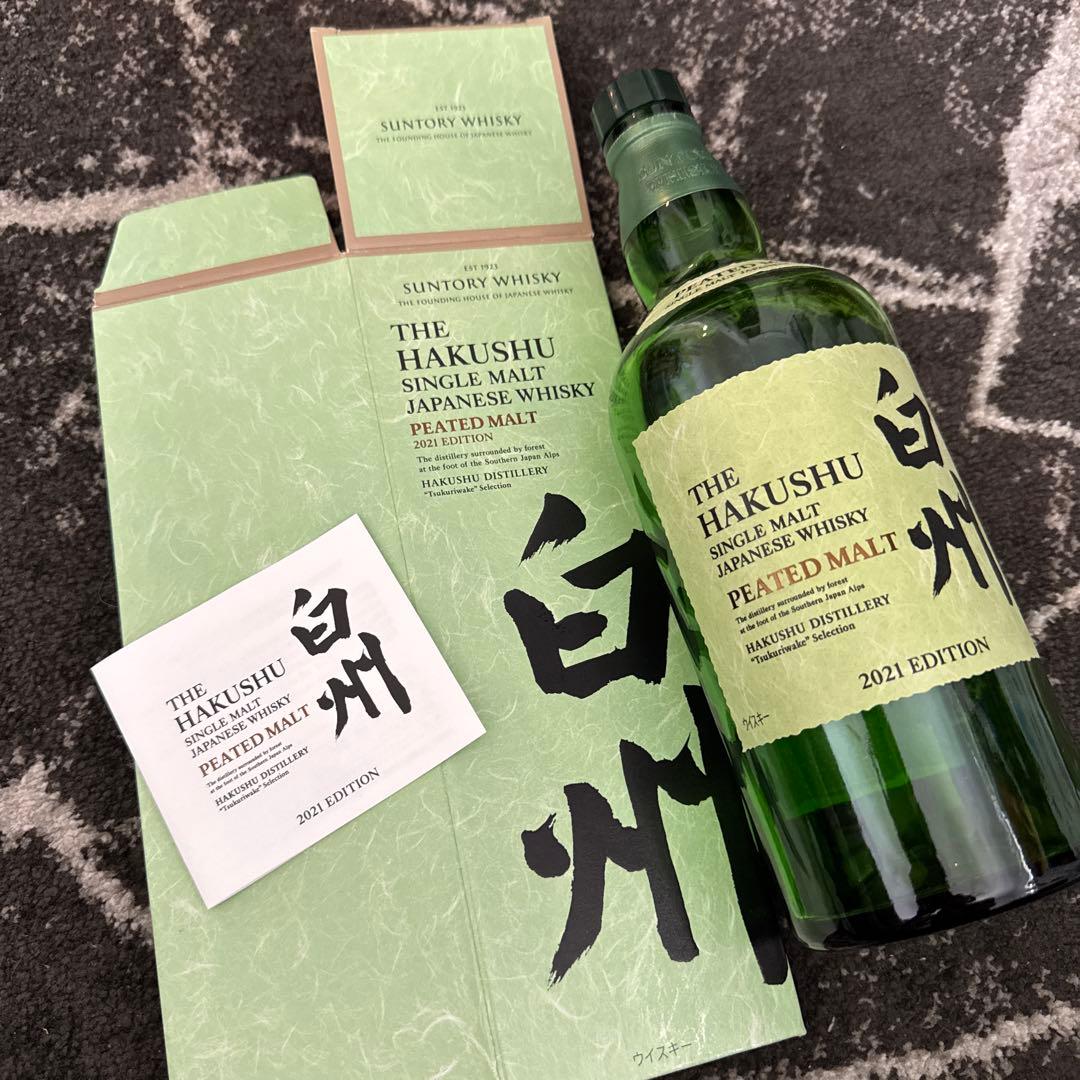 EST 1923
SUNTORY WHISKY
THE FOUNDING HOUSE OF JAPANESE WHISKY
EST 1923
SUNTORY WHISKY
THE FOUNDING HOUSE OF JAPANESE WHISKY
THE
HAKUSHU
SINGLE MALT
JAPANESE WHISKY
PEATED MALT
2021 EDITION
The distillery surrounded by forest
at the foot of the Southern Japan Alps
HAKUSHU DISTILLERY
"Tsukuriwake" Selection
白州
ウイスキー
THE
HAKUSHU
SINGLE MALT
JAPANESE WHISKY
PEATED MALT
The distillery surrounded by forest
at the foot of the Southern Japan Alps
HAKUSHU DISTILLERY
"Tsukuriwake" Selection
2021 EDITION
白州
SUNTORY
WHISKY
PEATED
SINGLE MALT
THE
HAKUSHU
SINGLE MALT
JAPANESE WHISKY
PEATED MALT
The distillery surrounded by forest
at the foot of the Southern Japan Alps
HAKUSHU DISTILLERY
"Tsukuriwake" Selection
2021 EDITION
白州
ウイスキー